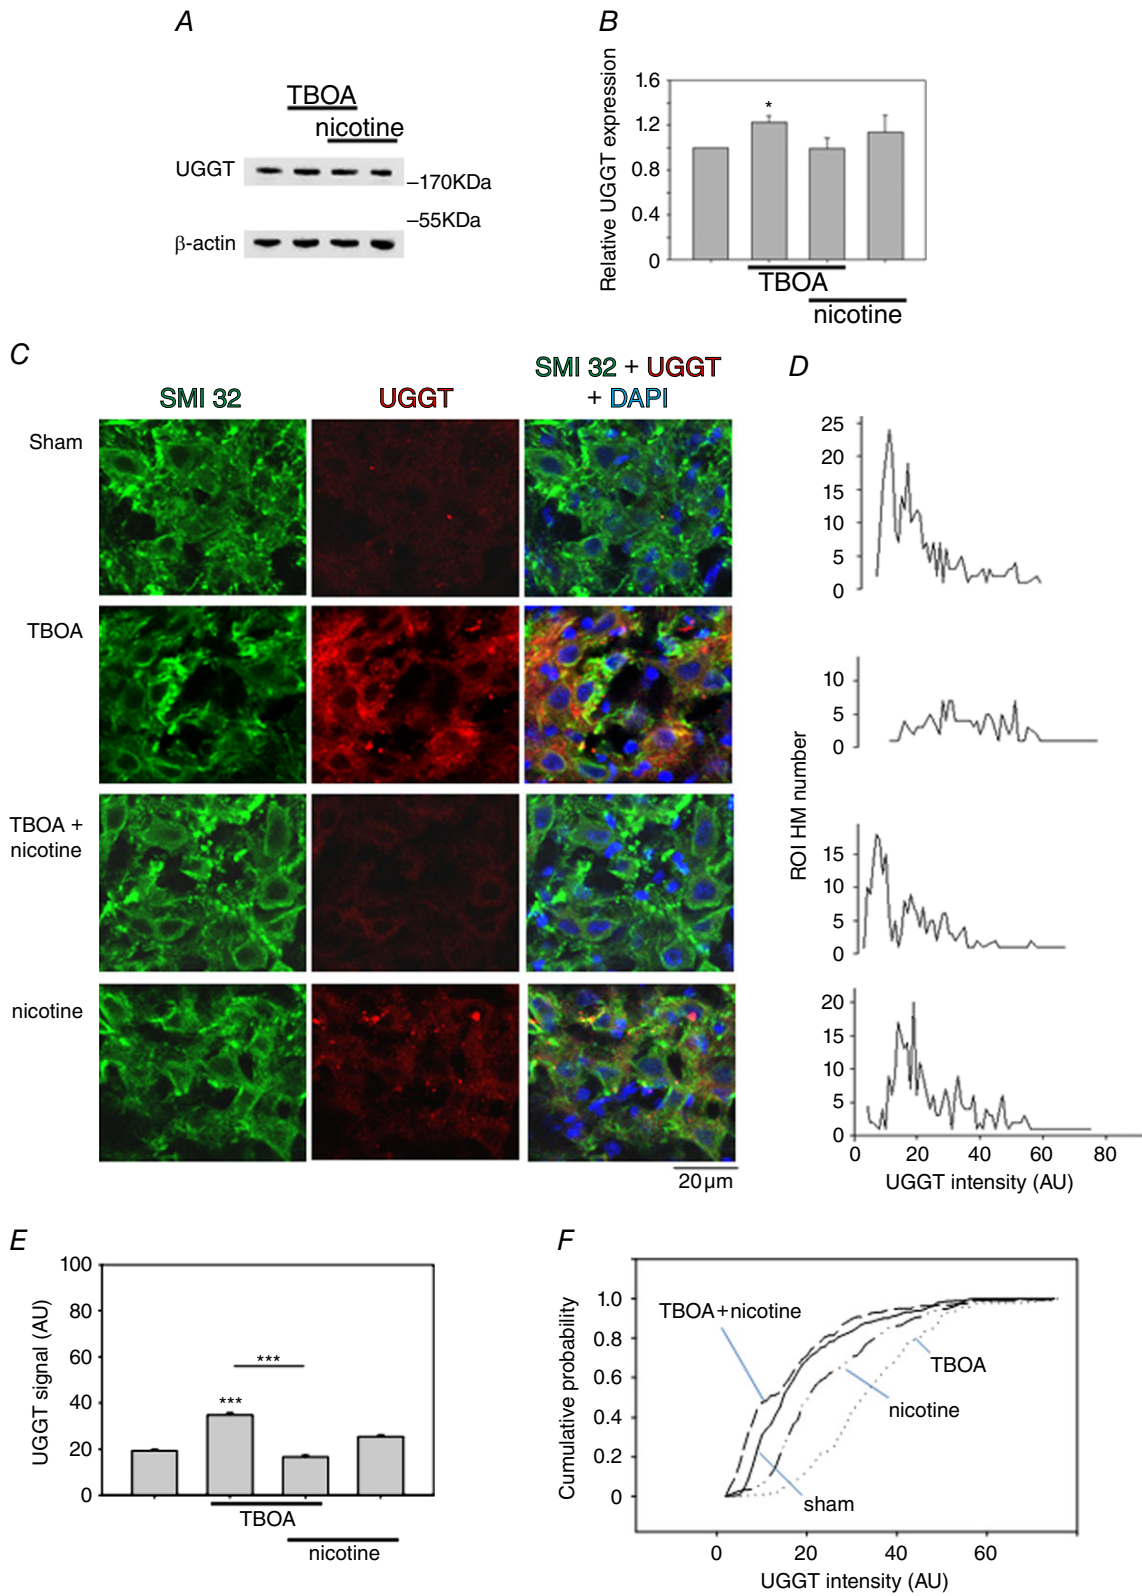 A
TBOA
nicotine
UGGT
–170KDa
–55KDa
β-actin
B
Relative UGGT expression
1.6
1.2
0.8
0.4
0
*
TBOA
nicotine
C
SMI 32
UGGT
SMI 32 + UGGT
+ DAPI
Sham
TBOA
TBOA +
nicotine
nicotine
20 µm
D
ROI HM number
25
20
15
10
5
0
10
5
0
15
10
5
0
20
15
10
5
0
0 20 40 60 80
UGGT intensity (AU)
E
UGGT signal (AU)
100
80
60
40
20
0
***
***
TBOA
nicotine
F
Cumulative probability
1.0
0.8
0.6
0.4
0.2
0
TBOA+nicotine
TBOA
nicotine
sham
0 20 40 60
UGGT intensity (AU)